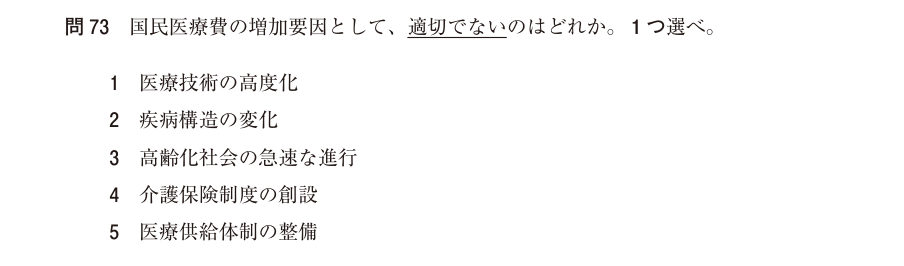 問73 国民医療費の増加要因として、適切でないのはどれか。1つ選べ。
1 医療技術の高度化
2 疾病構造の変化
3 高齢化社会の急速な進行
4 介護保険制度の創設
5 医療供給体制の整備